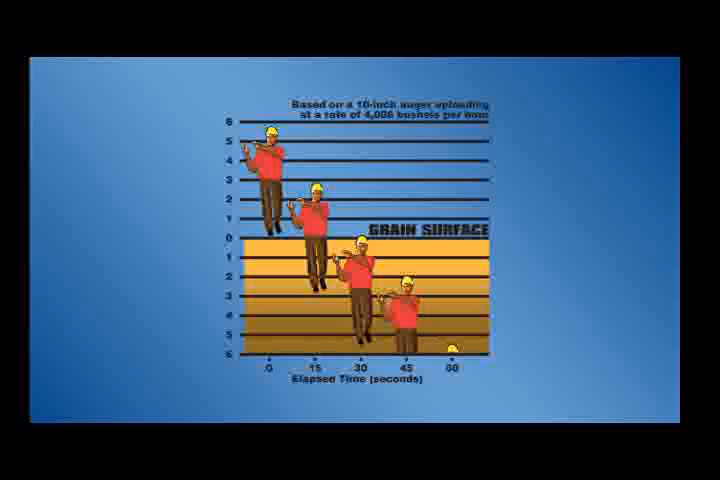 Based on a 10-inch auger unloading
at a rate of 4,006 bushels per hour
6
5
4
3
2
1
GRAIN SURFACE
0
1
2
3
4
5
6
0 15 30 45 60
Elapsed Time (seconds)